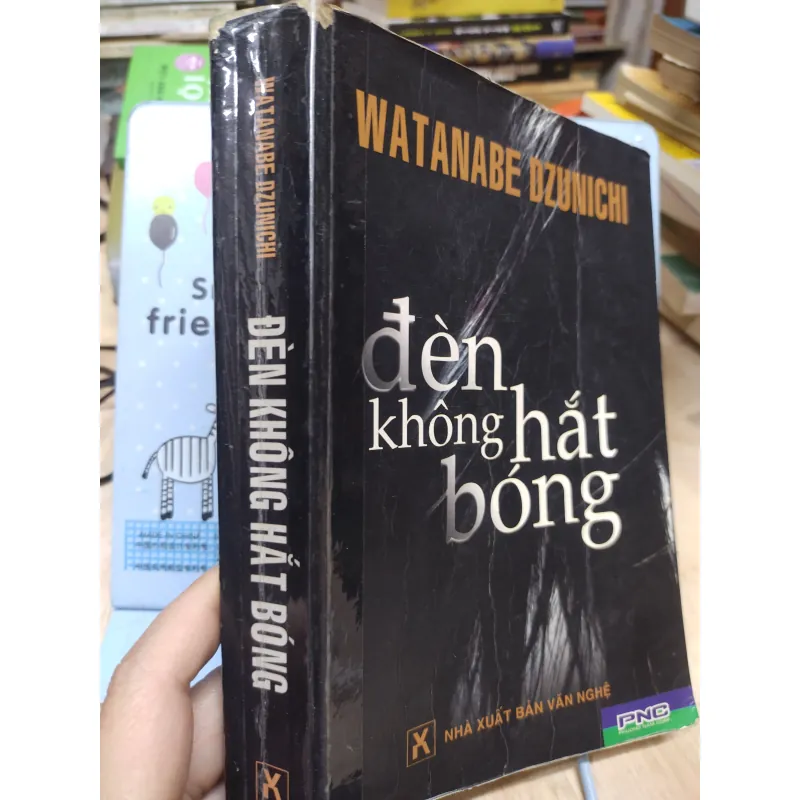 WATANABE DZUNICHI
đèn
không hắt
bóng
X NHÀ XUẤT BẢN VĂN NGHỆ
PNC
WATANABE DZUNICHI
ĐÈN KHÔNG HẮT BÓNG
X